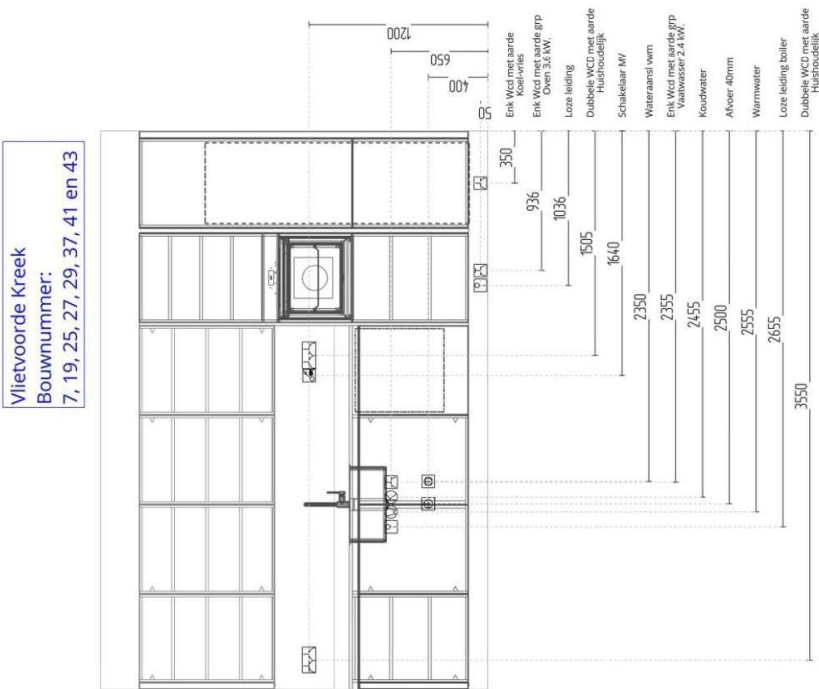 Vlietvoorde Kreek
Bouwnummer:
7, 19, 25, 27, 29, 37, 41 en 43
1200
650
400
50
Enk Wcd met aarde
Koel-vries
350
Enk Wcd met aarde grp
Oven 3.6 kW.
936
Loze leiding
1036
Dubbele WCD met aarde
Huishoudelijk
1505
Schakelaar MV
1640
Wateraansl vwm
2350
Enk Wcd met aarde grp
Vaatwasser 2.4 kW.
2355
Koudwater
2455
Afvoer 40mm
2500
Warmwater
2555
Loze leiding boiler
2655
Dubbele WCD met aarde
Huishoudelijk
3550